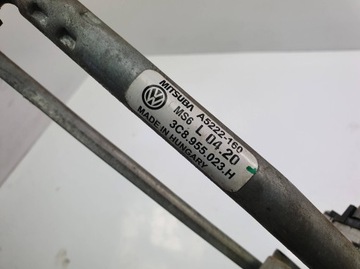 MITSUBA A5222-160
MS6 L 04.20
3C8.955.023.H
MADE IN HUNGARY